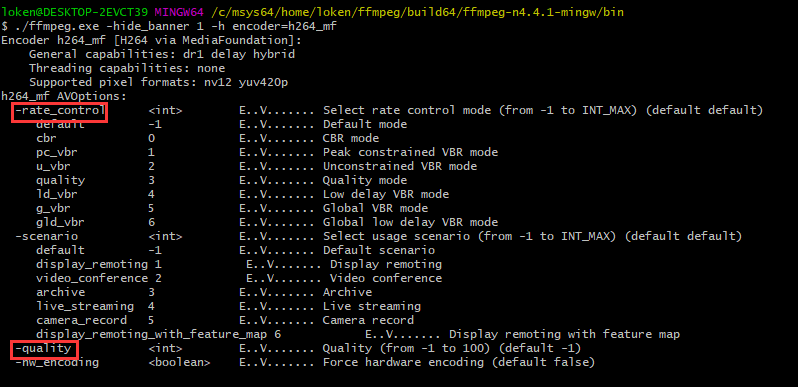 loken@DESKTOP-2EVCT39 MINGW64 /c/msys64/home/loken/ffmpeg/build64/ffmpeg-n4.4.1-mingw/bin
$ ./ffmpeg.exe -hide_banner 1 -h encoder=h264_mf
Encoder h264_mf [H264 via MediaFoundation]:
    General capabilities: dr1 delay hybrid
    Threading capabilities: none
    Supported pixel formats: nv12 yuv420p
h264_mf AVOptions:
  -rate_control      <int>        E..V....... Select rate control mode (from -1 to INT_MAX) (default default)
     default         -1           E..V....... Default mode
     cbr             0            E..V....... CBR mode
     pc_vbr          1            E..V....... Peak constrained VBR mode
     u_vbr           2            E..V....... Unconstrained VBR mode
     quality         3            E..V....... Quality mode
     ld_vbr          4            E..V....... Low delay VBR mode
     g_vbr           5            E..V....... Global VBR mode
     gld_vbr         6            E..V....... Global low delay VBR mode
  -scenario          <int>        E..V....... Select usage scenario (from -1 to INT_MAX) (default default)
     default         -1           E..V....... Default scenario
     display_remoting 1            E..V....... Display remoting
     video_conference 2            E..V....... Video conference
     archive         3            E..V....... Archive
     live_streaming  4            E..V....... Live streaming
     camera_record   5            E..V....... Camera record
     display_remoting_with_feature_map 6            E..V....... Display remoting with feature map
  -quality           <int>        E..V....... Quality (from -1 to 100) (default -1)
  -hw_encoding       <boolean>    E..V....... Force hardware encoding (default false)